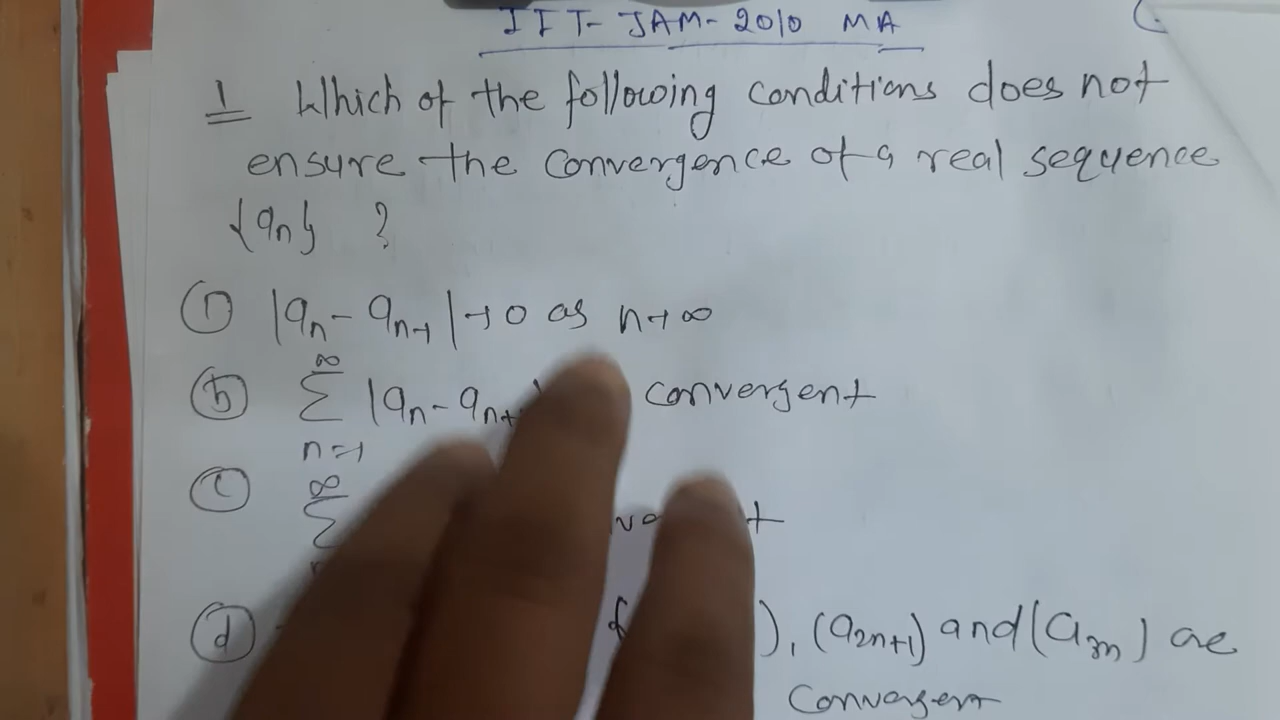 IIT-JAM-2010 MA
1 Which of the following conditions does not
ensure the convergence of a real sequence
{an} ?
|an - an-1| → 0 as n→∞
(b) ∞ Σ n=1 |an - an+ convergent
(c) ∞ Σ
(d) ), (a2n+1) and (a3n) are
convergent